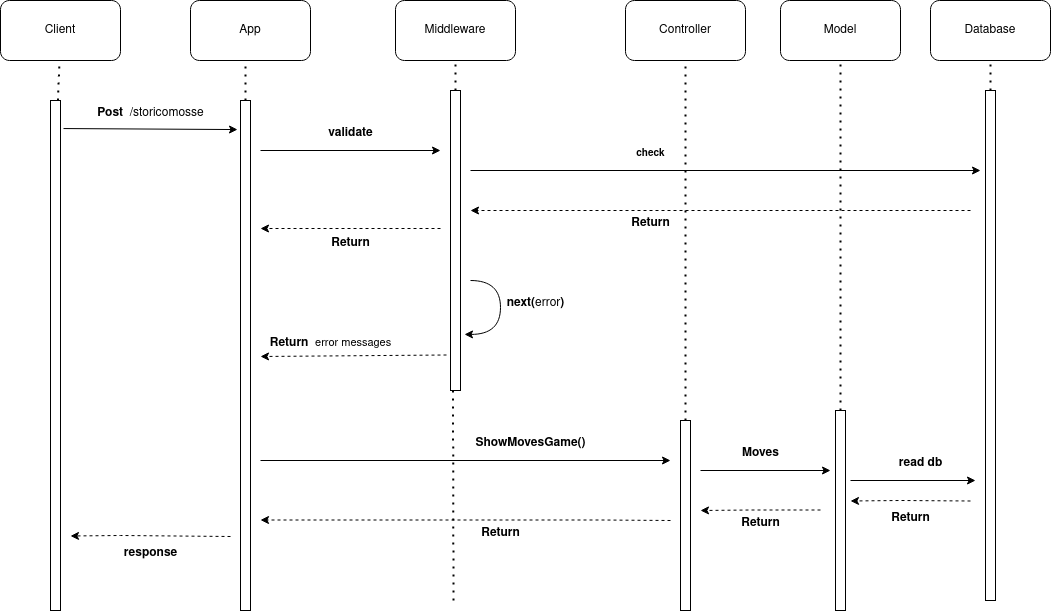 Client
App
Middleware
Controller
Model
Database
Post /storicomosse
validate
check
Return
Return
next(error)
Return error messages
ShowMovesGame()
Moves
read db
Return
Return
Return
response